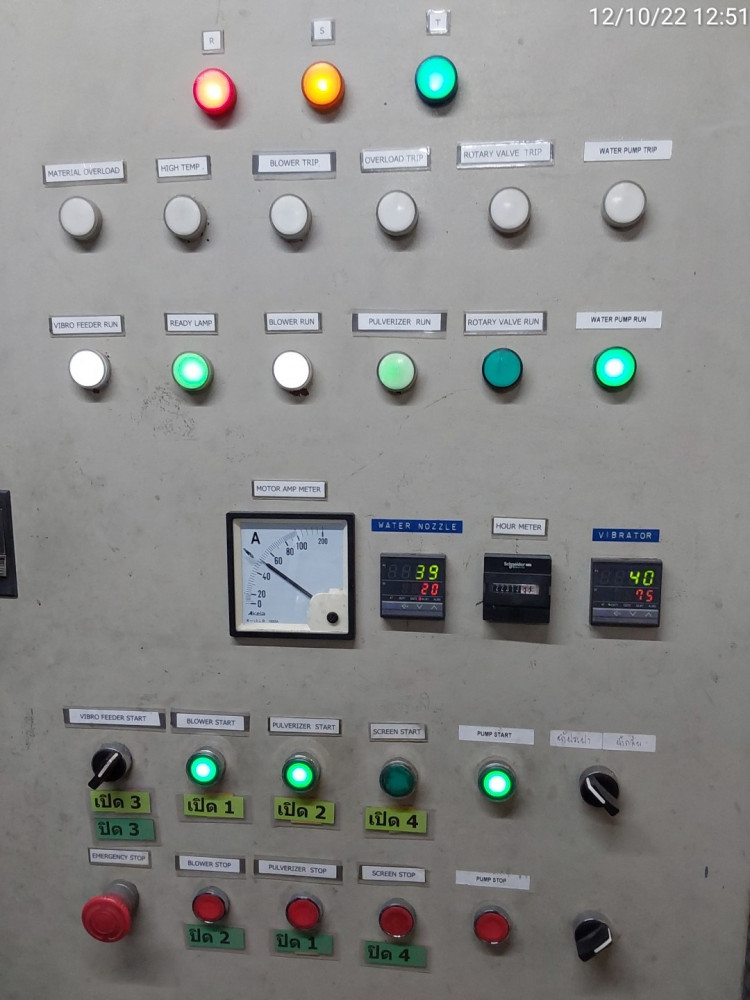 12/10/22 12:51
R
S
T
MATERIAL OVERLOAD
HIGH TEMP .
BLOWER TRIP
OVERLOAD TRIP
ROTARY VALVE TRIP
WATER PUMP TRIP
VIBRO FEEDER RUN
READY LAMP
BLOWER RUN
PULVERIZER RUN
ROTARY VALVE RUN
WATER PUMP RUN
MOTOR AMP METER
WATER NOZZLE
HOUR METER
VIBRATOR
A
0
20
40
60
80
100
200
39
20
Schneider
40
75
VIBRO FEEDER START
BLOWER START
PULVERIZER START
SCREEN START
PUMP START
เปิด 3
เปิด 1
เปิด 2
เปิด 4
ปิด 3
EMERGENCY STOP
BLOWER STOP
PULVERIZER STOP
SCREEN STOP
PUMP STOP
ปิด 2
ปิด 1
ปิด 4